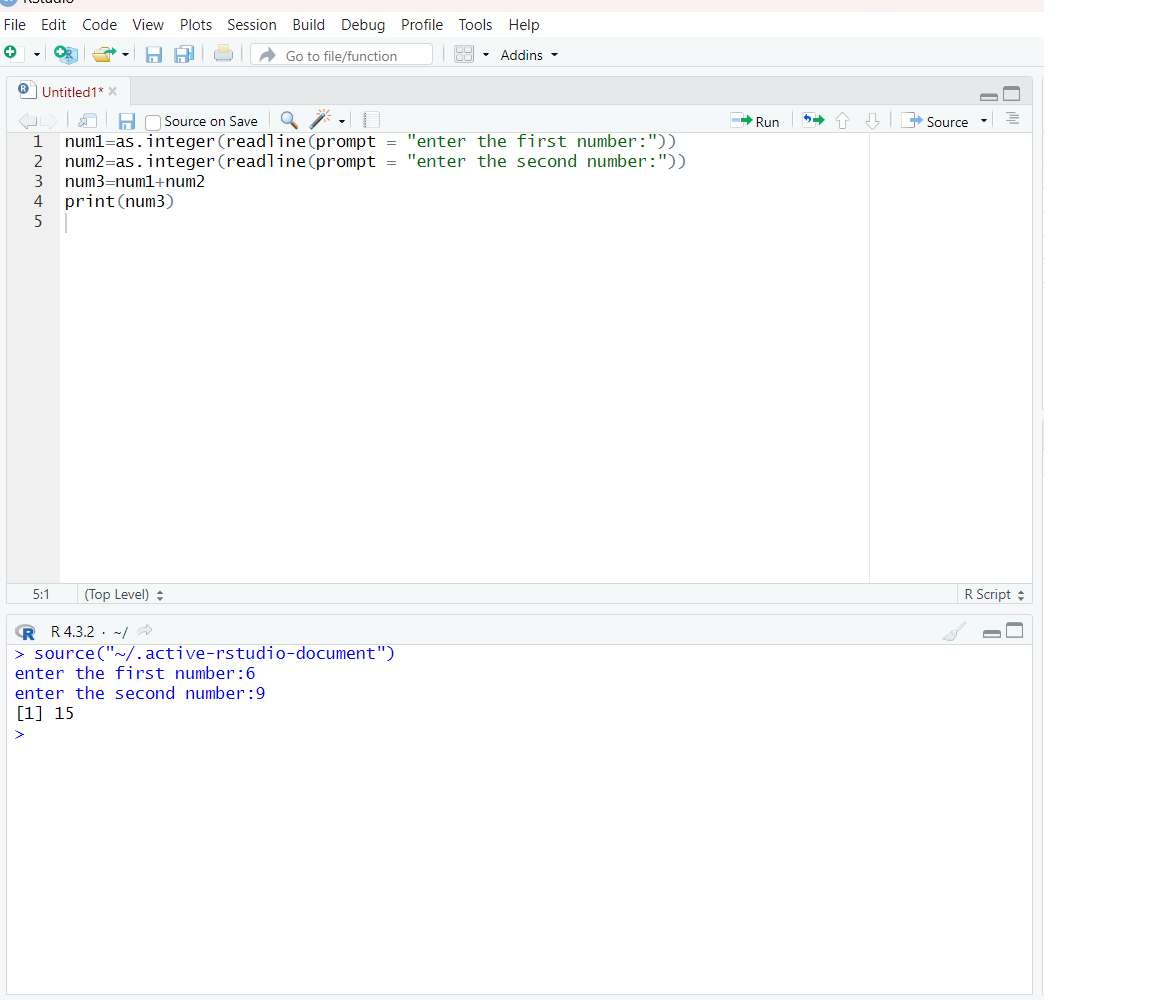 RStudio
File Edit Code View Plots Session Build Debug Profile Tools Help
Go to file/function Addins
Untitled1*
Source on Save Run Source
1 num1=as.integer(readline(prompt = "enter the first number:"))
2 num2=as.integer(readline(prompt = "enter the second number:"))
3 num3=num1+num2
4 print(num3)
5
5:1 (Top Level) R Script
R R 4.3.2 · ~/
> source("~/.active-rstudio-document")
enter the first number:6
enter the second number:9
[1] 15
>